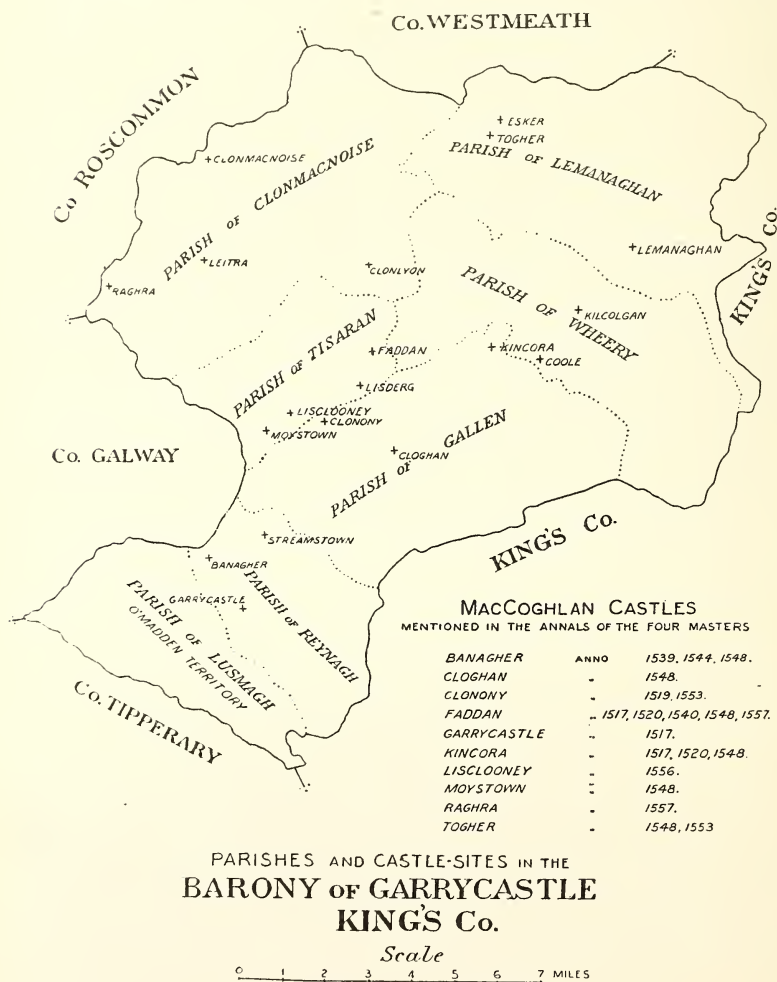 Co. WESTMEATH
Co ROSCOMMON
+ ESKER
+ TOGHER
PARISH OF LEMANAGHAN
+ CLONMACNOISE
PARISH OF CLONMACNOISE
+ LEMANAGHAN
KING'S Co.
+ LEITRA
+ CLONLYON
+ RAGHRA
PARISH OF WHEERY
+ KILCOLGAN
PARISH OF TISARAN
+ FADDAN
+ KINCORA
+ COOLE
+ LISDERG
+ LISCLOONEY
+ CLONONY
+ MOYSTOWN
Co. GALWAY
PARISH OF GALLEN
+ CLOGHAN
KING'S Co.
+ STREAMSTOWN
+ BANAGHER
GARRYCASTLE +
PARISH OF REYNAGH
PARISH OF LUSMAGH
O'MADDEN TERRITORY
Co. TIPPERARY
MACCOGHLAN CASTLES
MENTIONED IN THE ANNALS OF THE FOUR MASTERS
BANAGHER ANNO 1539, 1544, 1548.
CLOGHAN „ 1548.
CLONONY „ 1519, 1553.
FADDAN „ 1517, 1520, 1540, 1548, 1557.
GARRYCASTLE „ 1517.
KINCORA „ 1517, 1520, 1548.
LISCLOONEY „ 1556.
MOYSTOWN „ 1548.
RAGHRA „ 1557.
TOGHER „ 1548, 1553
PARISHES AND CASTLE-SITES IN THE
BARONY OF GARRYCASTLE
KING'S Co.
Scale
0 1 2 3 4 5 6 7 MILES